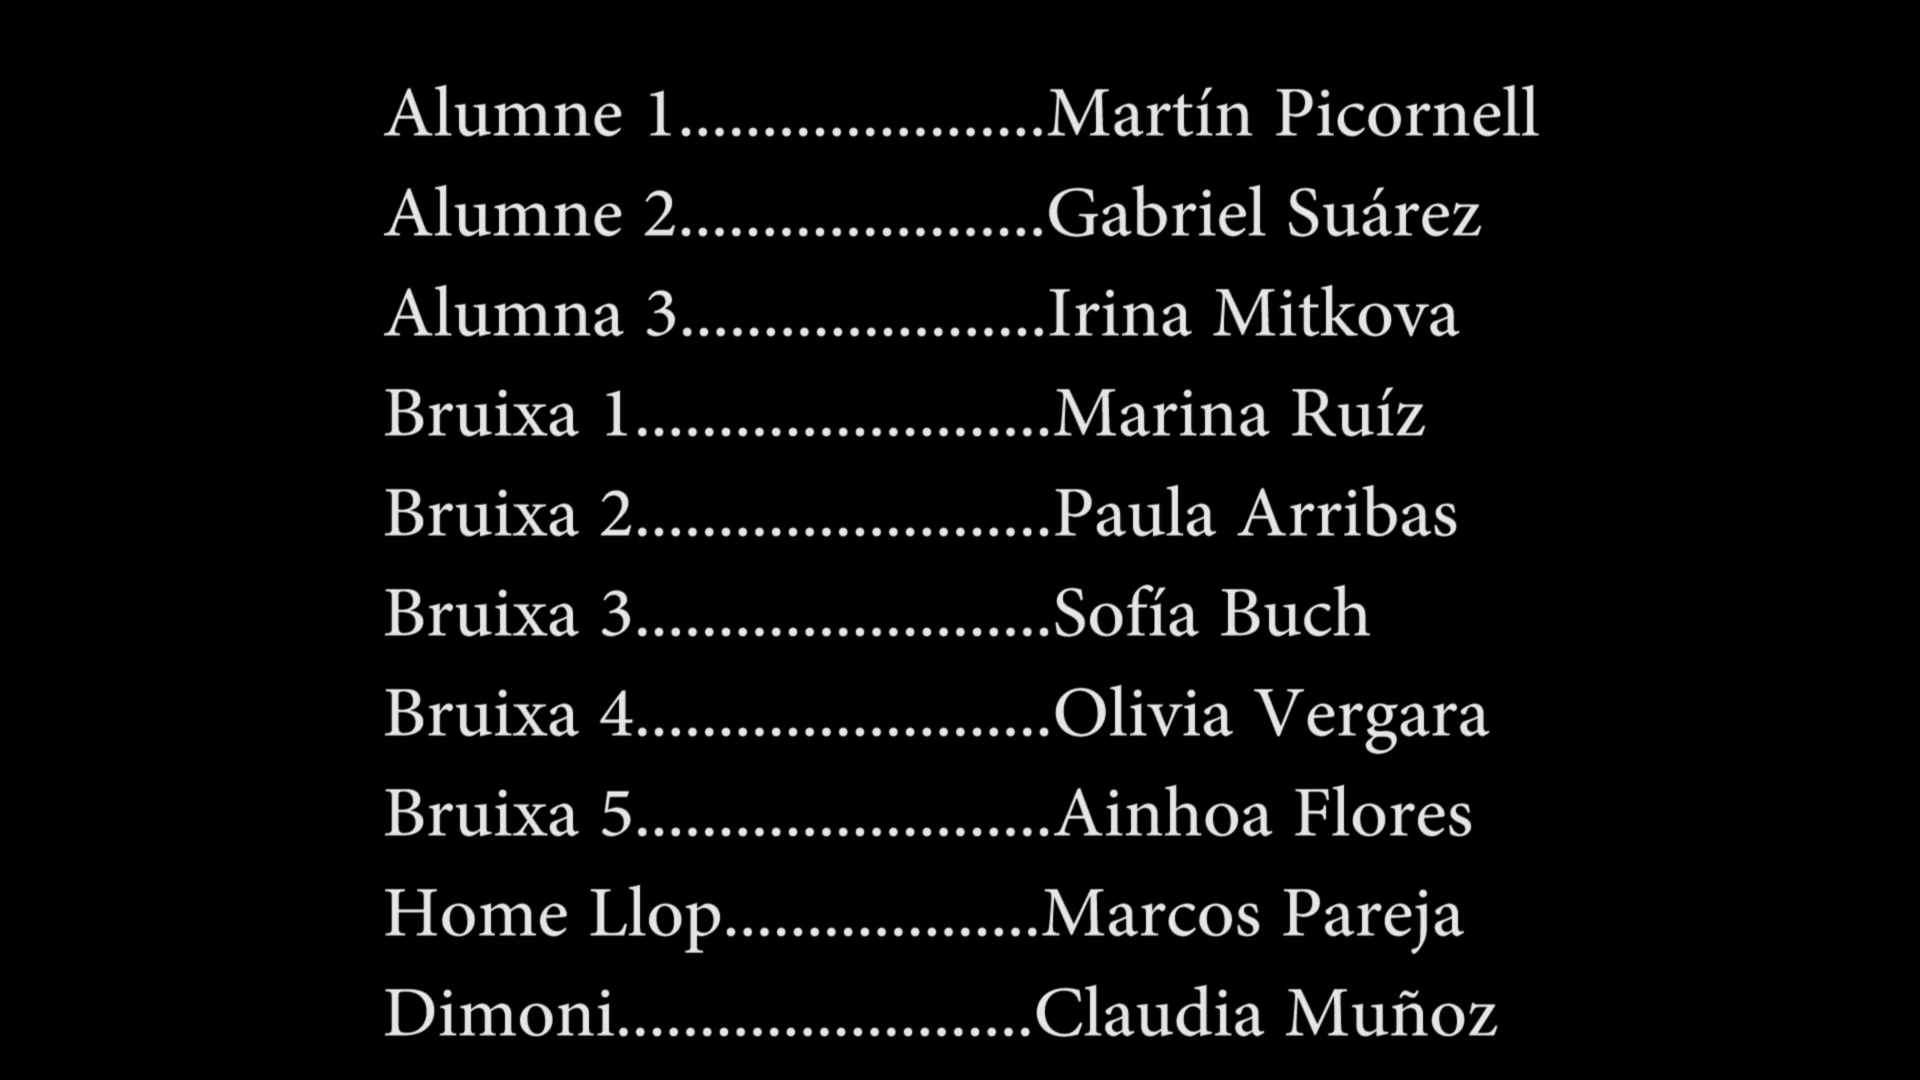 Alumne 1......................Martín Picornell
Alumne 2......................Gabriel Suárez
Alumna 3......................Irina Mitkova
Bruixa 1.........................Marina Ruíz
Bruixa 2.........................Paula Arribas
Bruixa 3.........................Sofía Buch
Bruixa 4.........................Olivia Vergara
Bruixa 5.........................Ainhoa Flores
Home Llop...................Marcos Pareja
Dimoni.........................Claudia Muñoz